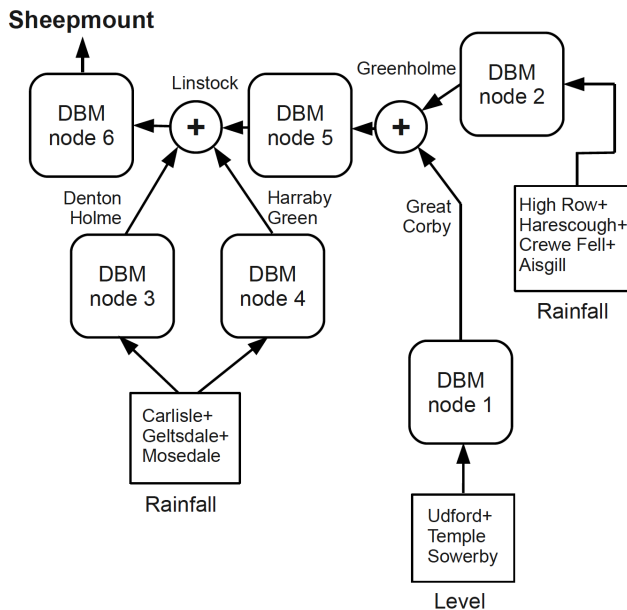 Sheepmount
Linstock
Greenholme
DBM
node 2
DBM
node 6
+
DBM
node 5
+
Denton
Holme
Harraby
Green
Great
Corby
High Row+
Harescough+
Crewe Fell+
Aisgill
Rainfall
DBM
node 3
DBM
node 4
DBM
node 1
Carlisle+
Geltsdale+
Mosedale
Rainfall
Udford+
Temple
Sowerby
Level